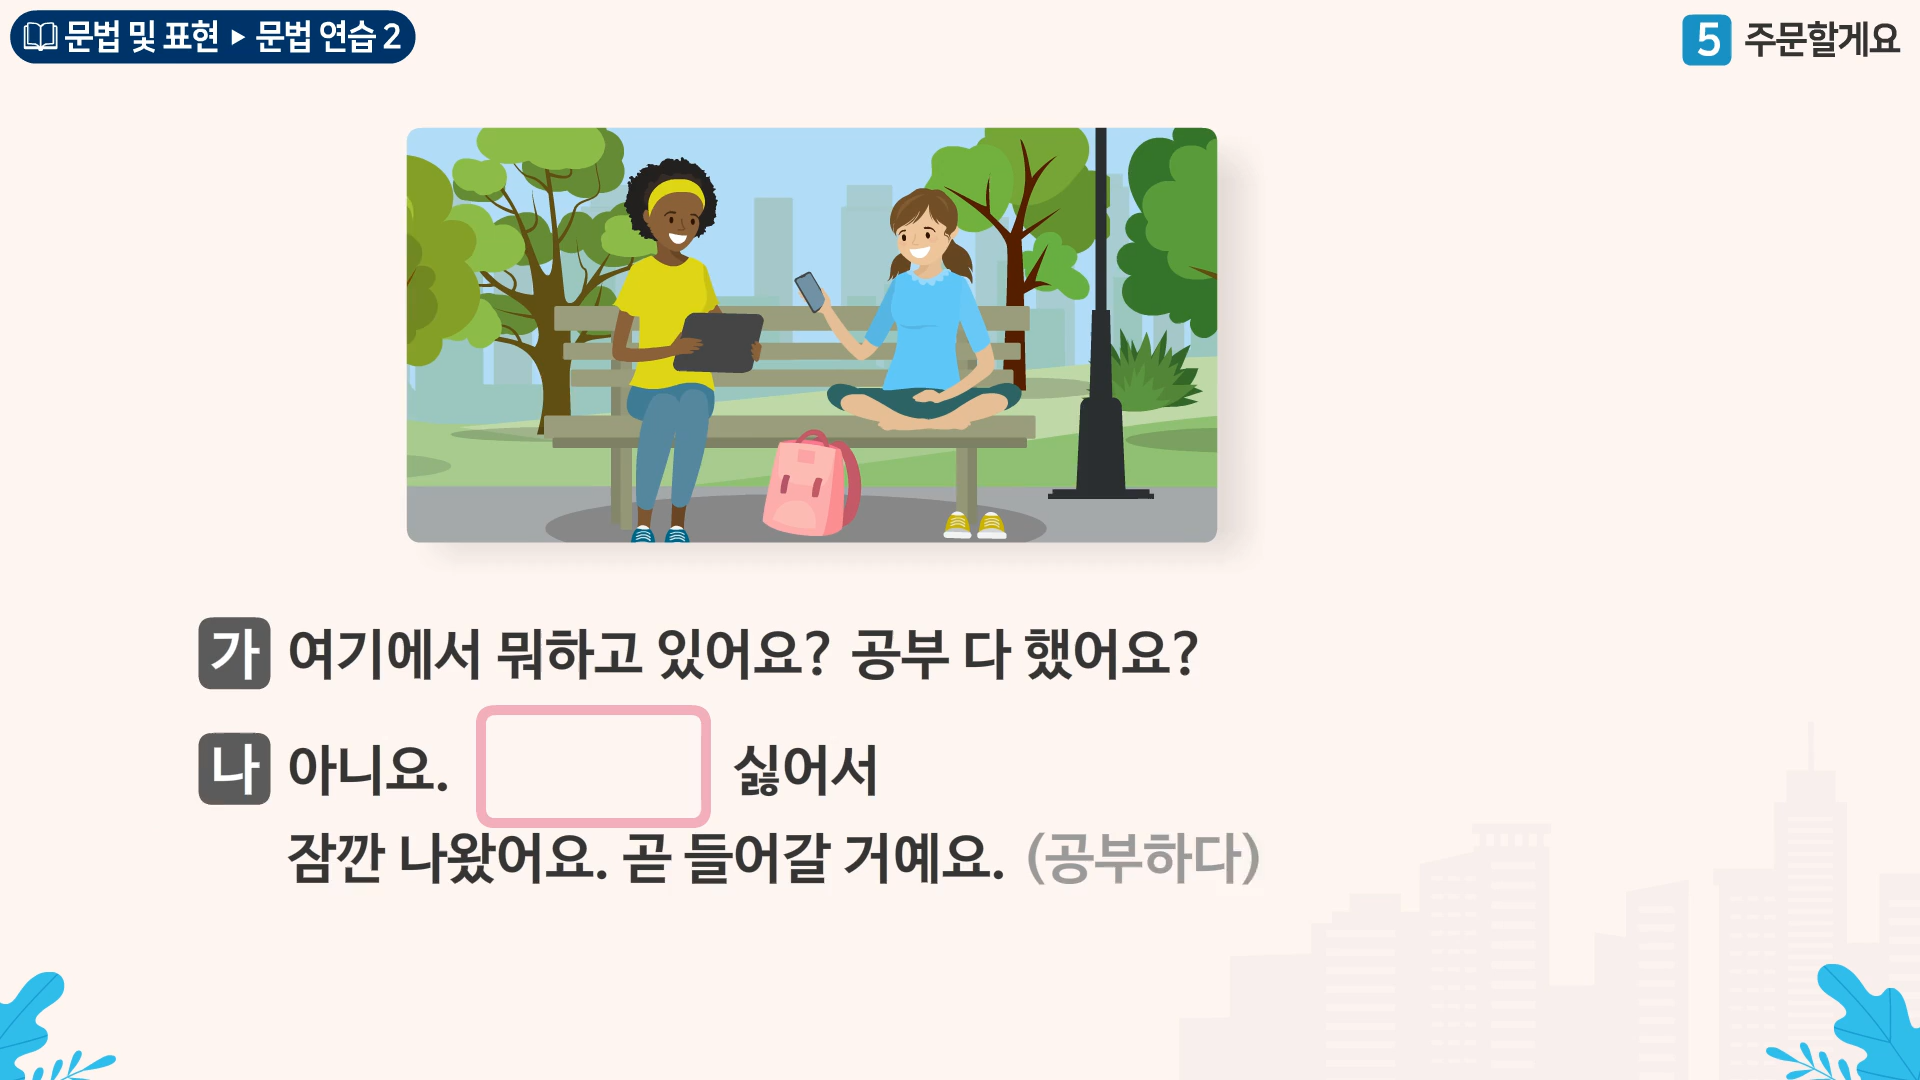 문법 및 표현 ▶ 문법 연습 2
5 주문할게요
가 여기에서 뭐하고 있어요? 공부 다 했어요?
나 아니요. 싫어서
잠깐 나왔어요. 곧 들어갈 거예요. (공부하다)